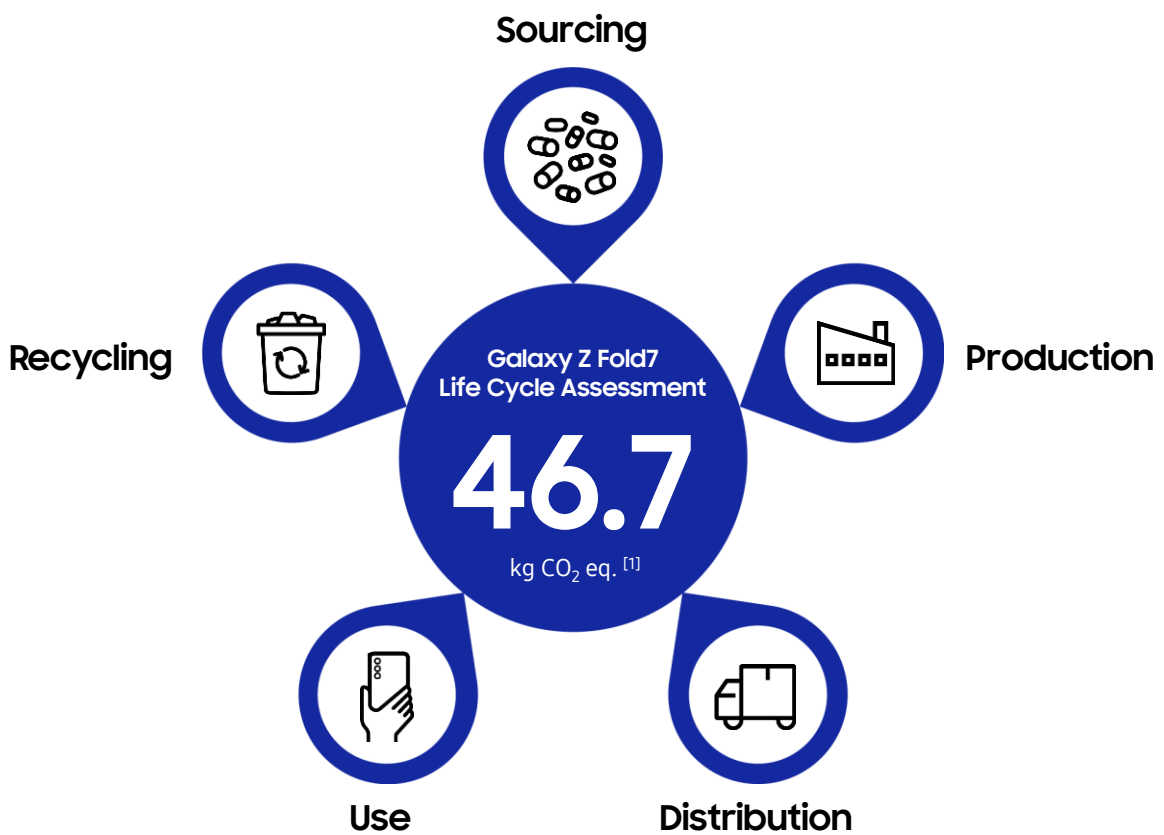 Sourcing
Recycling
Galaxy Z Fold7
Life Cycle Assessment
46.7
kg CO₂ eq. [1]
Production
Use
Distribution